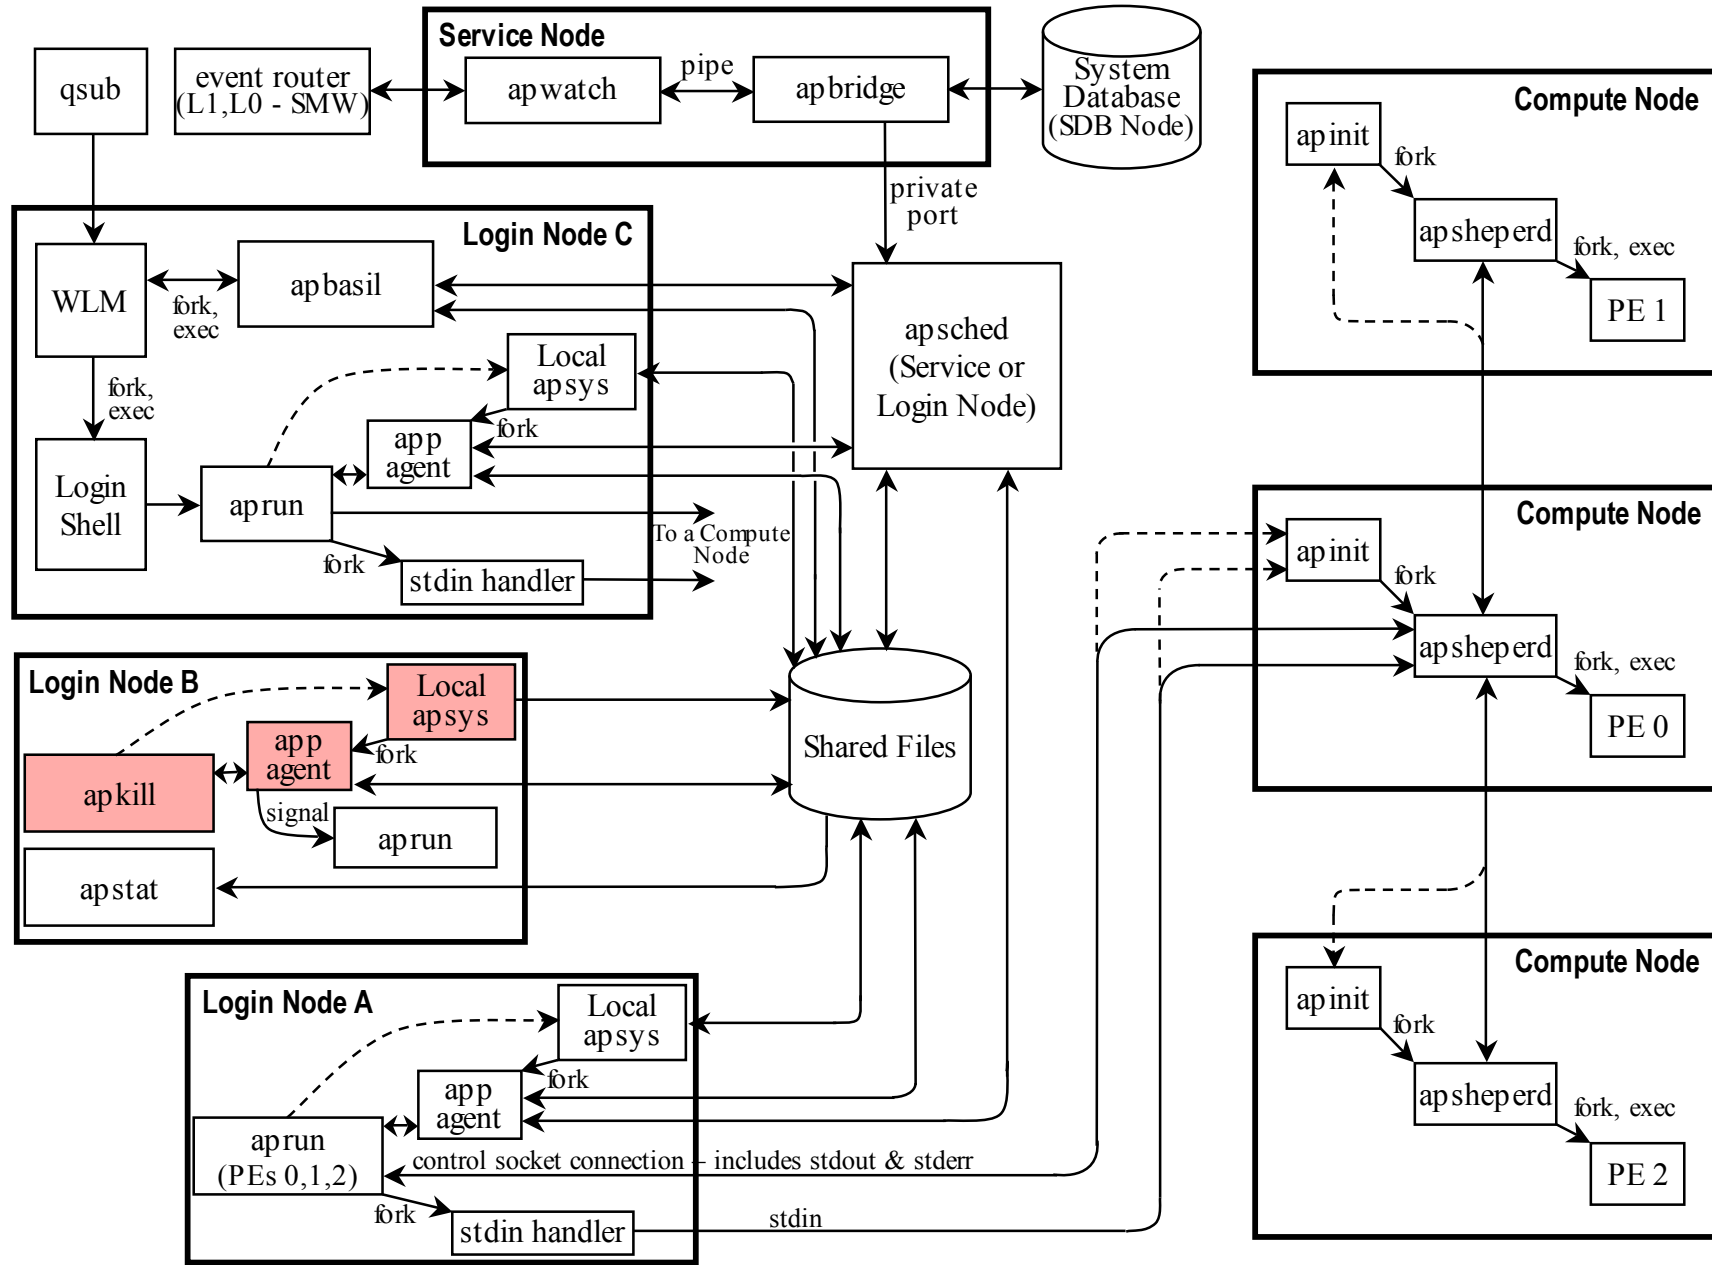 Service Node
qsub
event router
(L1,L0 - SMW)
apwatch
pipe
apbridge
System
Database
(SDB Node)
private
port
Login Node C
WLM
fork,
exec
apbasil
fork,
exec
Login
Shell
Local
apsys
fork
app
agent
aprun
fork
stdin handler
To a Compute
Node
apsched
(Service or
Login Node)
Login Node B
Local
apsys
fork
app
agent
apkill
signal
aprun
apstat
Shared Files
Login Node A
Local
apsys
fork
app
agent
aprun
(PEs 0,1,2)
control socket connection – includes stdout & stderr
fork
stdin handler
stdin
Compute Node
apinit
fork
apsheperd
fork, exec
PE 1
Compute Node
apinit
fork
apsheperd
fork, exec
PE 0
Compute Node
apinit
fork
apsheperd
fork, exec
PE 2